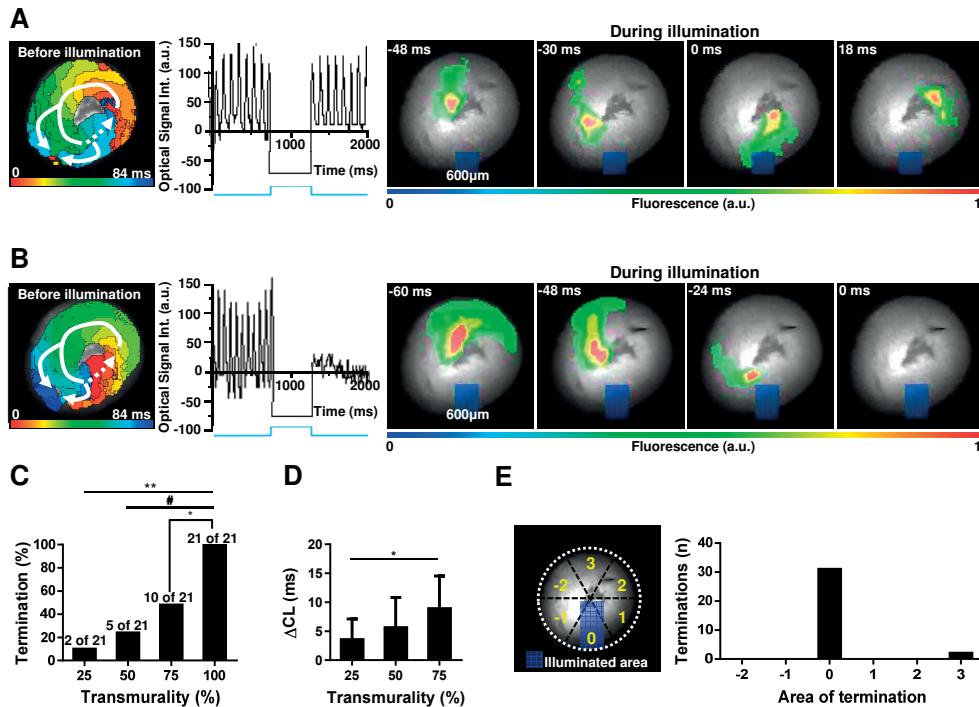 A
Before illumination
0 84 ms
Optical Signal Int. (a.u.)
150
100
50
0
-50
-100
1000 2000
Time (ms)
During illumination
-48 ms
-30 ms
0 ms
18 ms
600µm
0 1
Fluorescence (a.u.)
B
Before illumination
0 84 ms
Optical Signal Int. (a.u.)
150
100
50
0
-50
-100
1000 2000
Time (ms)
During illumination
-60 ms
-48 ms
-24 ms
0 ms
600µm
0 1
Fluorescence (a.u.)
C
**
#
*
Termination (%)
100
80
60
40
20
0
2 of 21
5 of 21
10 of 21
21 of 21
25 50 75 100
Transmurality (%)
D
*
ΔCL (ms)
20
15
10
5
0
25 50 75
Transmurality (%)
E
3
-2 2
-1 1
0
Illuminated area
Terminations (n)
40
20
0
-2 -1 0 1 2 3
Area of termination